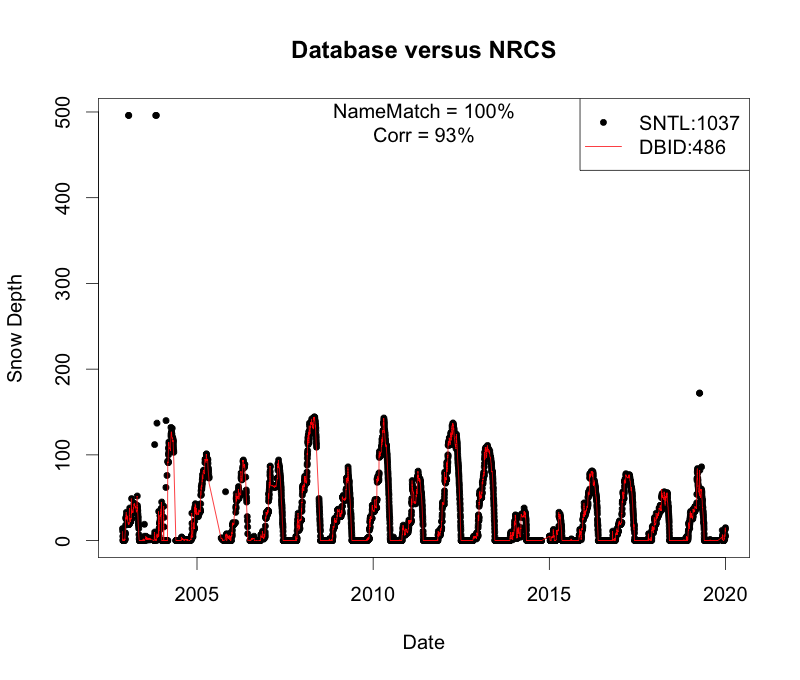 Database versus NRCS
NameMatch = 100%
Corr = 93%
SNTL:1037
DBID:486
500
400
300
200
100
0
Snow Depth
2005
2010
2015
2020
Date